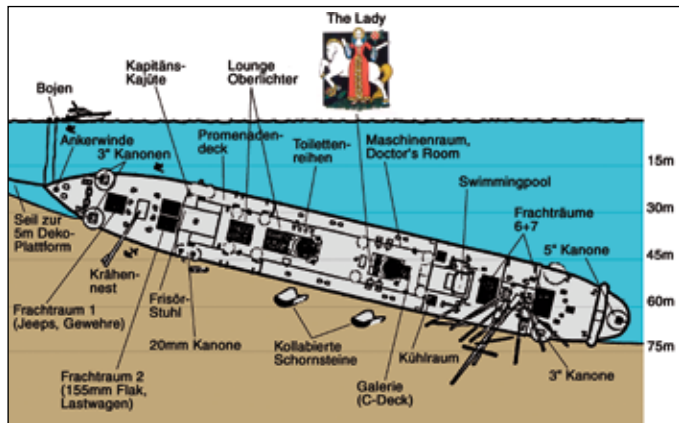 The Lady
Kapitäns-
Kajüte
Lounge
Oberlichter
Bojen
Ankerwinde
3" Kanonen
Promenaden-
deck
Toiletten-
reihen
Maschinenraum,
Doctor's Room
Swimmingpool
15m
Seil zur
5m Deko-
Plattform
Frachträume
6+7
30m
5" Kanone
Krähen-
nest
45m
Frachtraum 1
(Jeeps, Gewehre)
Frisör-
Stuhl
60m
20mm Kanone
Kollabierte
Schornsteine
Kühlraum
75m
3" Kanone
Frachtraum 2
(155mm Flak,
Lastwagen)
Galerie
(C-Deck)